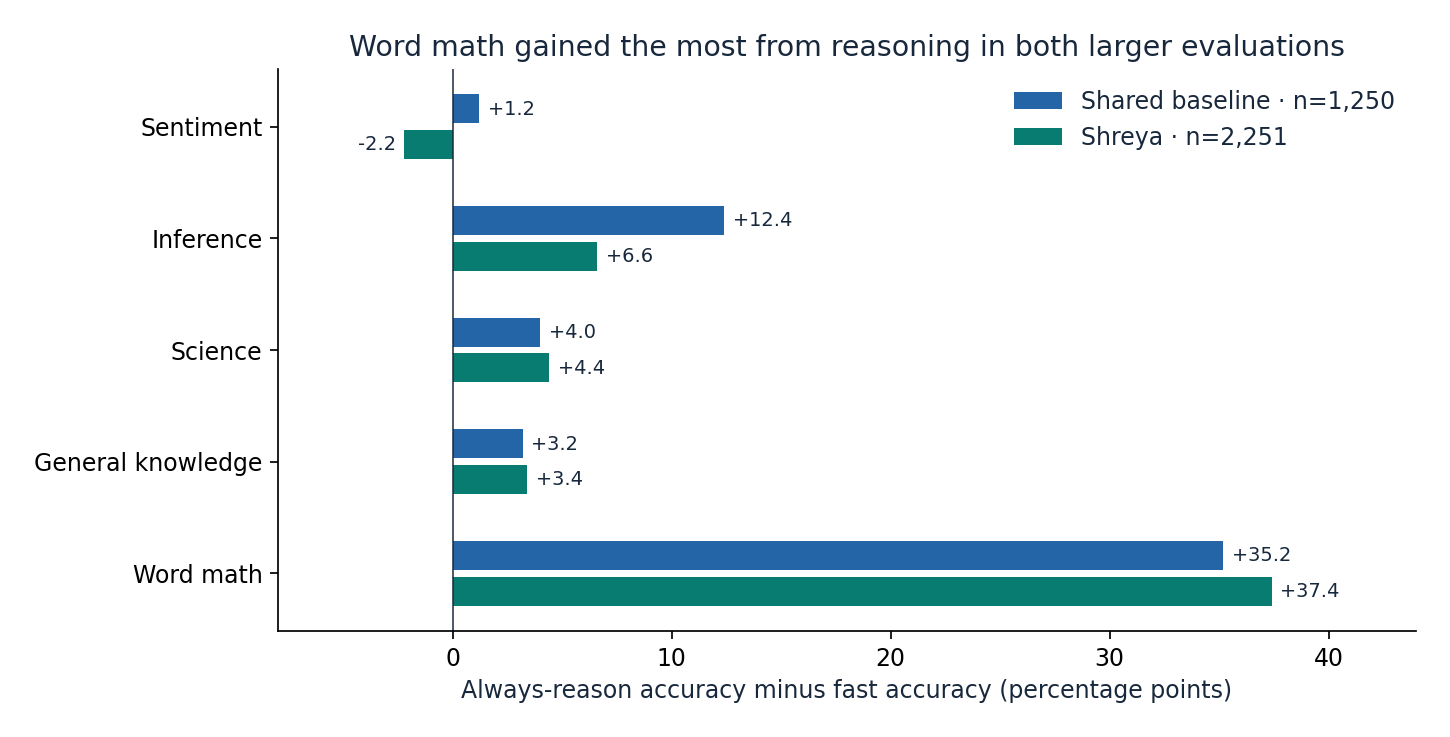 Word math gained the most from reasoning in both larger evaluations
Shared baseline · n=1,250
Shreya · n=2,251
Sentiment
+1.2
-2.2
Inference
+12.4
+6.6
Science
+4.0
+4.4
General knowledge
+3.2
+3.4
Word math
+35.2
+37.4
0 10 20 30 40
Always-reason accuracy minus fast accuracy (percentage points)